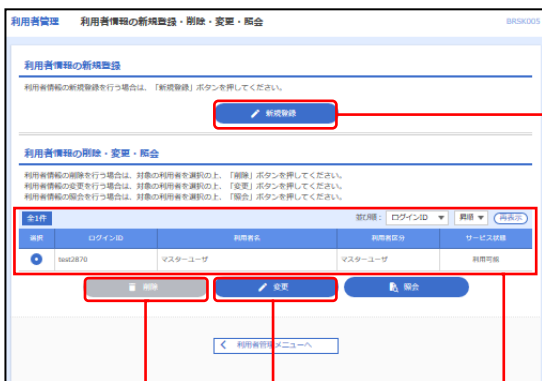 利用者管理 利用者情報の新規登録・削除・変更・照会 BRSK005
利用者情報の新規登録
利用者情報の新規登録を行う場合は、「新規登録」ボタンを押してください。
新規登録
利用者情報の削除・変更・照会
利用者情報の削除を行う場合は、対象の利用者を選択の上、「削除」ボタンを押してください。
利用者情報の変更を行う場合は、対象の利用者を選択の上、「変更」ボタンを押してください。
利用者情報の照会を行う場合は、対象の利用者を選択の上、「照会」ボタンを押してください。
全1件 並び順： ログインID 昇順 再表示
選択 ログインID 利用者名 利用者区分 サービス状態
test2870 マスターユーザ マスターユーザ 利用可能
削除 変更 照会
利用者管理メニューへ